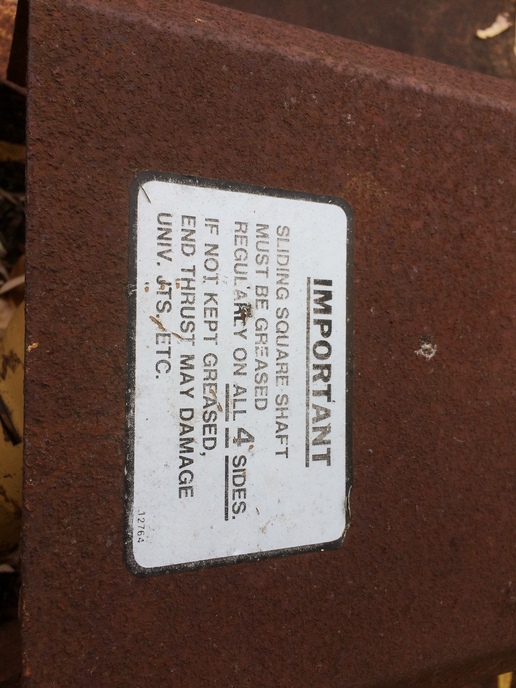 IMPORTANT
SLIDING SQUARE SHAFT
MUST BE GREASED
REGULARLY ON ALL 4 SIDES.
IF NOT KEPT GREASED,
END THRUST MAY DAMAGE
UNIV. JTS., ETC.
12764